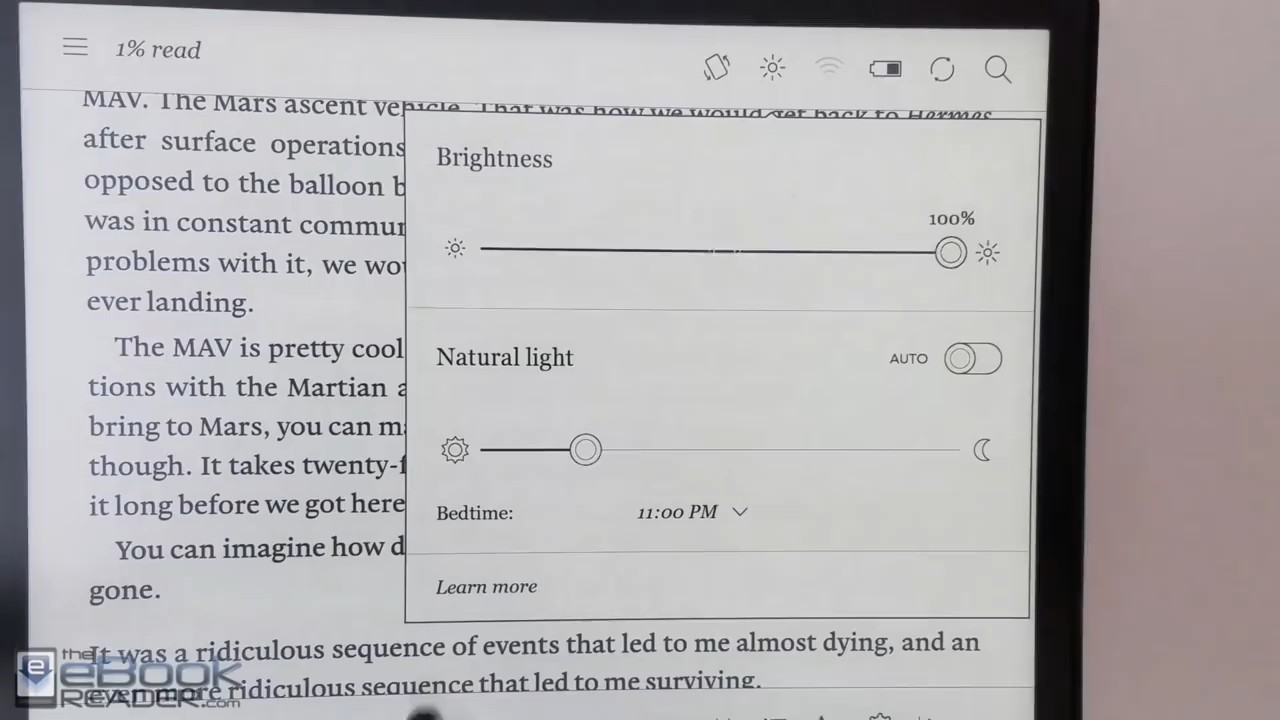 1% read
MAV. The Mars ascent vehicle. That was how we would get back to Hermes
after surface operations
opposed to the balloon b
was in constant commun
problems with it, we wo
ever landing.
The MAV is pretty cool
tions with the Martian a
bring to Mars, you can m
though. It takes twenty-f
it long before we got here
You can imagine how d
gone.
It was a ridiculous sequence of events that led to me almost dying, and an
even more ridiculous sequence that led to me surviving.
Brightness
100%
Natural light
AUTO
Bedtime: 11:00 PM
Learn more
the
eBook
READER.com